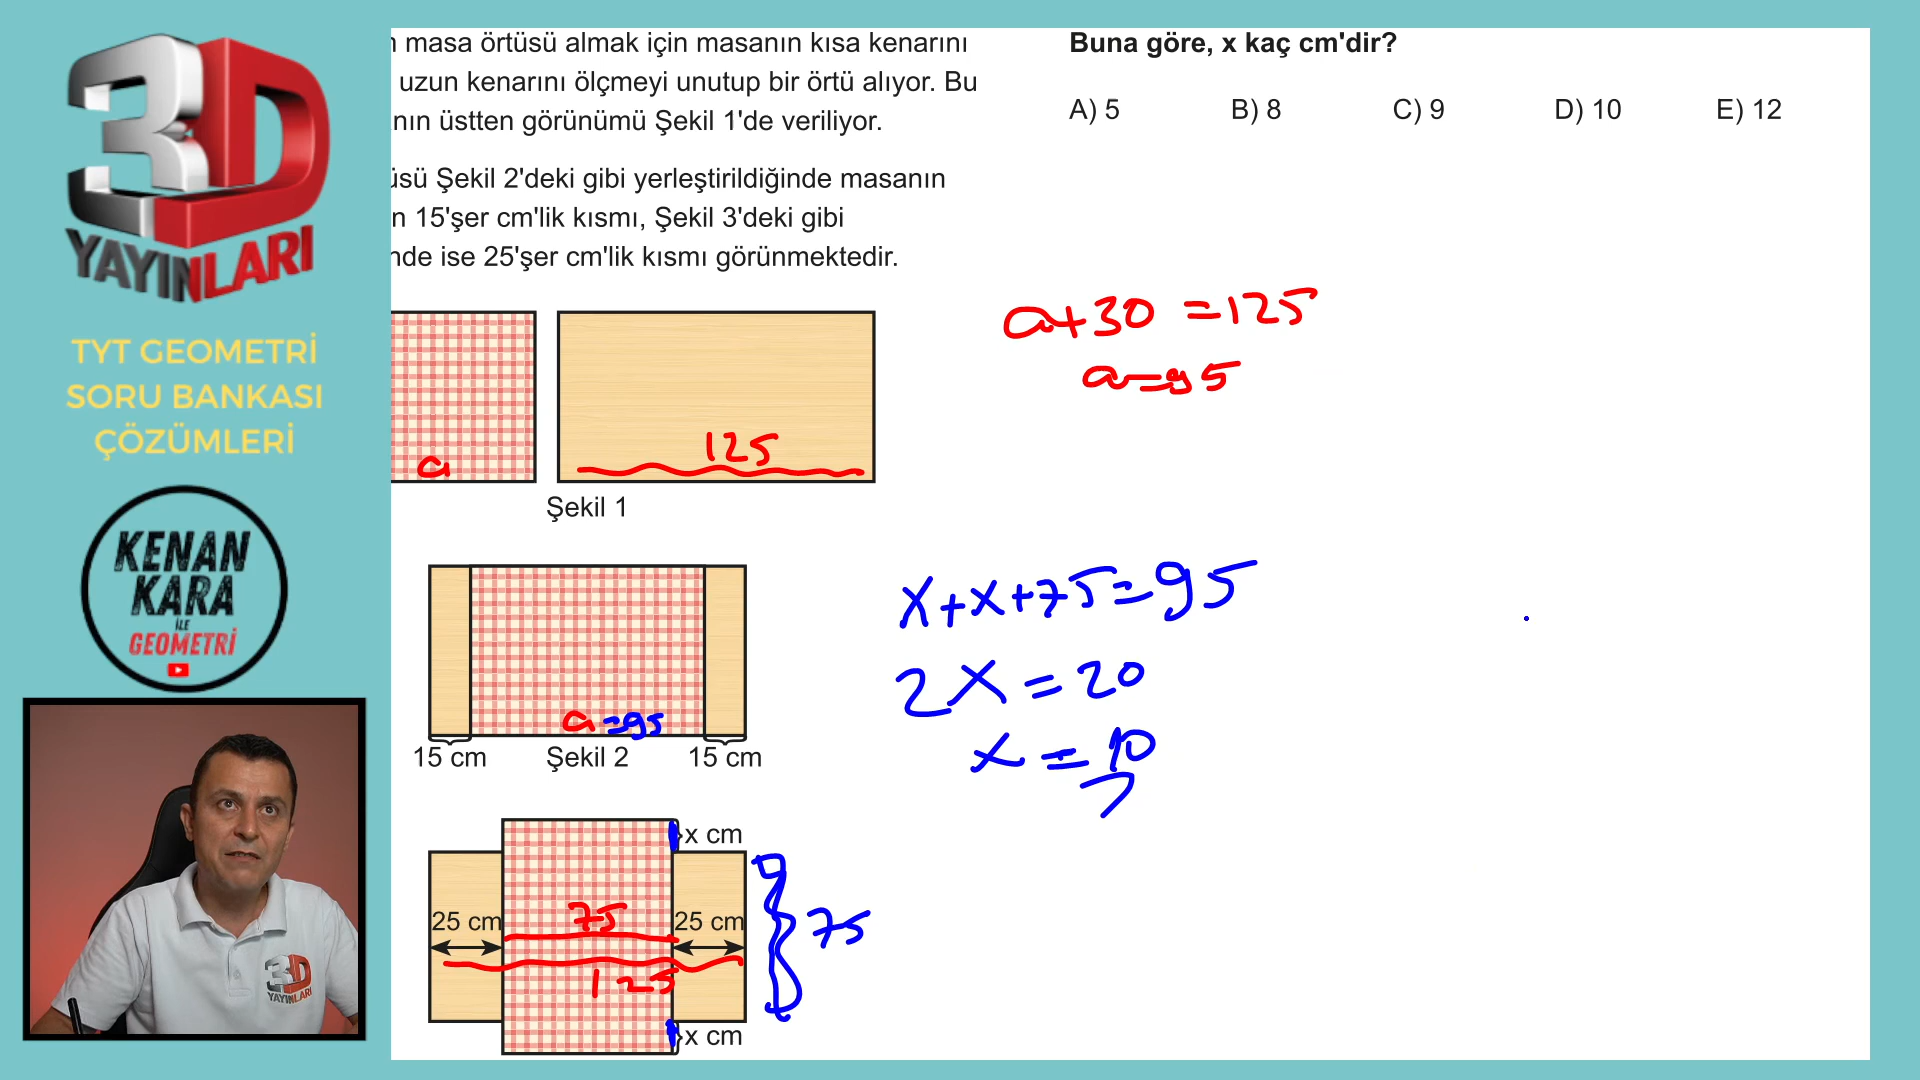 3D
YAYINLARI
TYT GEOMETRİ
SORU BANKASI
ÇÖZÜMLERİ
KENAN
KARA
İLE
GEOMETRİ
3D
YAYINLARI
masa örtüsü almak için masanın kısa kenarını
uzun kenarını ölçmeyi unutup bir örtü alıyor. Bu
üstten görünümü Şekil 1'de veriliyor.
Şekil 2'deki gibi yerleştirildiğinde masanın
15'şer cm'lik kısmı, Şekil 3'deki gibi
ise 25'şer cm'lik kısmı görünmektedir.
a
125
Şekil 1
a=95
15 cm
Şekil 2
15 cm
x cm
25 cm
75
25 cm
125
75
x cm
Buna göre, x kaç cm'dir?
A) 5 B) 8 C) 9 D) 10 E) 12
a+30 =125
a=95
x+x+75=95
2x=20
x=10